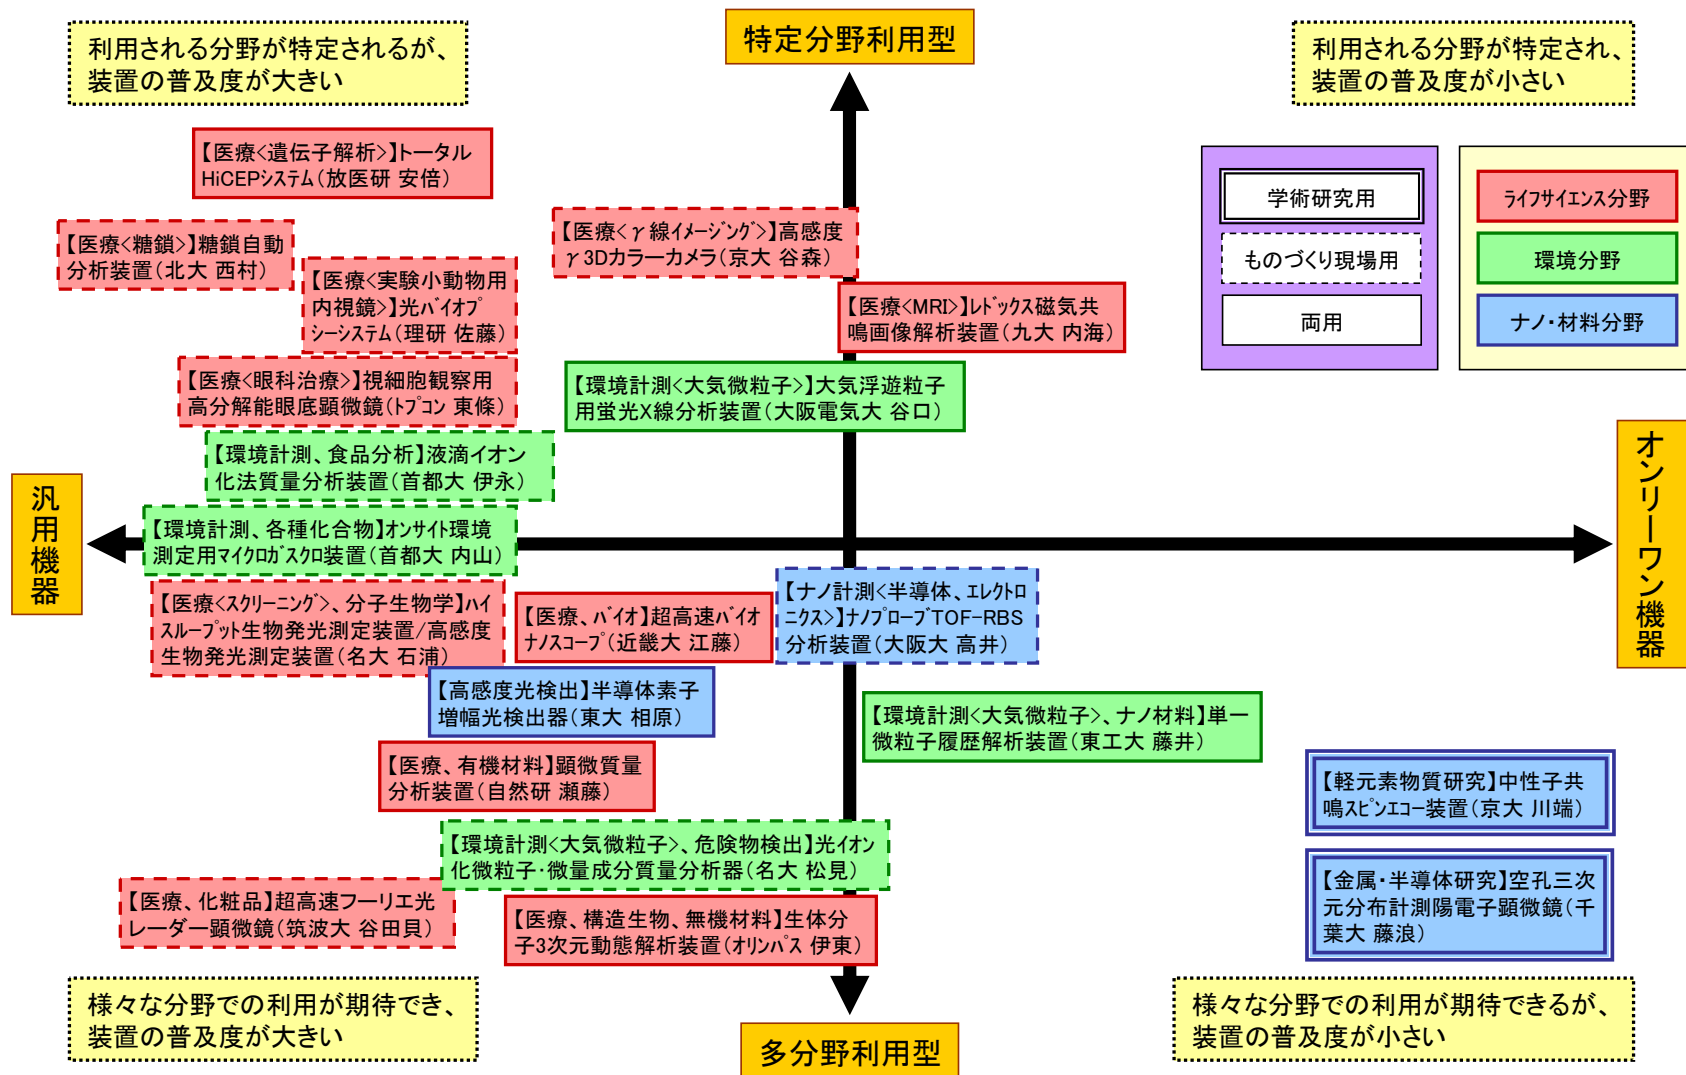 特定分野利用型
利用される分野が特定されるが、
装置の普及度が大きい
利用される分野が特定され、
装置の普及度が小さい
【医療<遺伝子解析>】トータル
HiCEPシステム(放医研 安倍)
【医療<糖鎖>】糖鎖自動
分析装置(北大 西村)
【医療<γ線イメージング>】高感度
γ3Dカラーカメラ(京大 谷森)
【医療<実験小動物用
内視鏡>】光バイオプ
シーシステム(理研 佐藤)
【医療<MRI>】レドックス磁気共
鳴画像解析装置(九大 内海)
学術研究用
ものづくり現場用
両用
ライフサイエンス分野
環境分野
ナノ・材料分野
【医療<眼科治療>】視細胞観察用
高分解能眼底顕微鏡(トプコン 東條)
【環境計測<大気微粒子>】大気浮遊粒子
用蛍光X線分析装置(大阪電気大 谷口)
【環境計測、食品分析】液滴イオン
化法質量分析装置(首都大 伊永)
汎用機器
【環境計測、各種化合物】オンサイト環境
測定用マイクロガスクロ装置(首都大 内山)
オンリーワン機器
【医療<スクリーニング>、分子生物学】ハイ
スループット生物発光測定装置/高感度
生物発光測定装置(名大 石浦)
【医療、バイオ】超高速バイオ
ナノスコープ(近畿大 江藤)
【ナノ計測<半導体、エレクトロ
ニクス>】ナノプローブTOF-RBS
分析装置(大阪大 高井)
【高感度光検出】半導体素子
増幅光検出器(東大 相原)
【環境計測<大気微粒子>、ナノ材料】単一
微粒子履歴解析装置(東工大 藤井)
【医療、有機材料】顕微質量
分析装置(自然研 瀬藤)
【軽元素物質研究】中性子共
鳴スピンエコー装置(京大 川端)
【環境計測<大気微粒子>、危険物検出】光イオン
化微粒子・微量成分質量分析器(名大 松見)
【医療、化粧品】超高速フーリエ光
レーダー顕微鏡(筑波大 谷田貝)
【医療、構造生物、無機材料】生体分
子3次元動態解析装置(オリンパス 伊東)
【金属・半導体研究】空孔三次
元分布計測陽電子顕微鏡(千
葉大 藤浪)
様々な分野での利用が期待でき、
装置の普及度が大きい
様々な分野での利用が期待できるが、
装置の普及度が小さい
多分野利用型